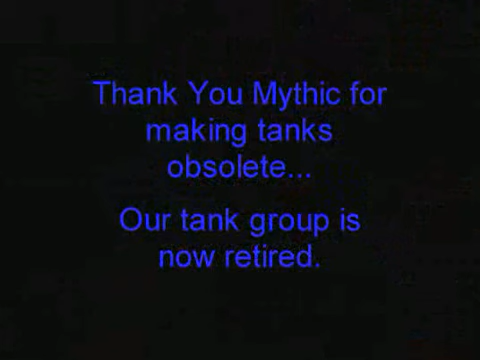 Thank You Mythic for
making tanks
obsolete...
Our tank group is
now retired.